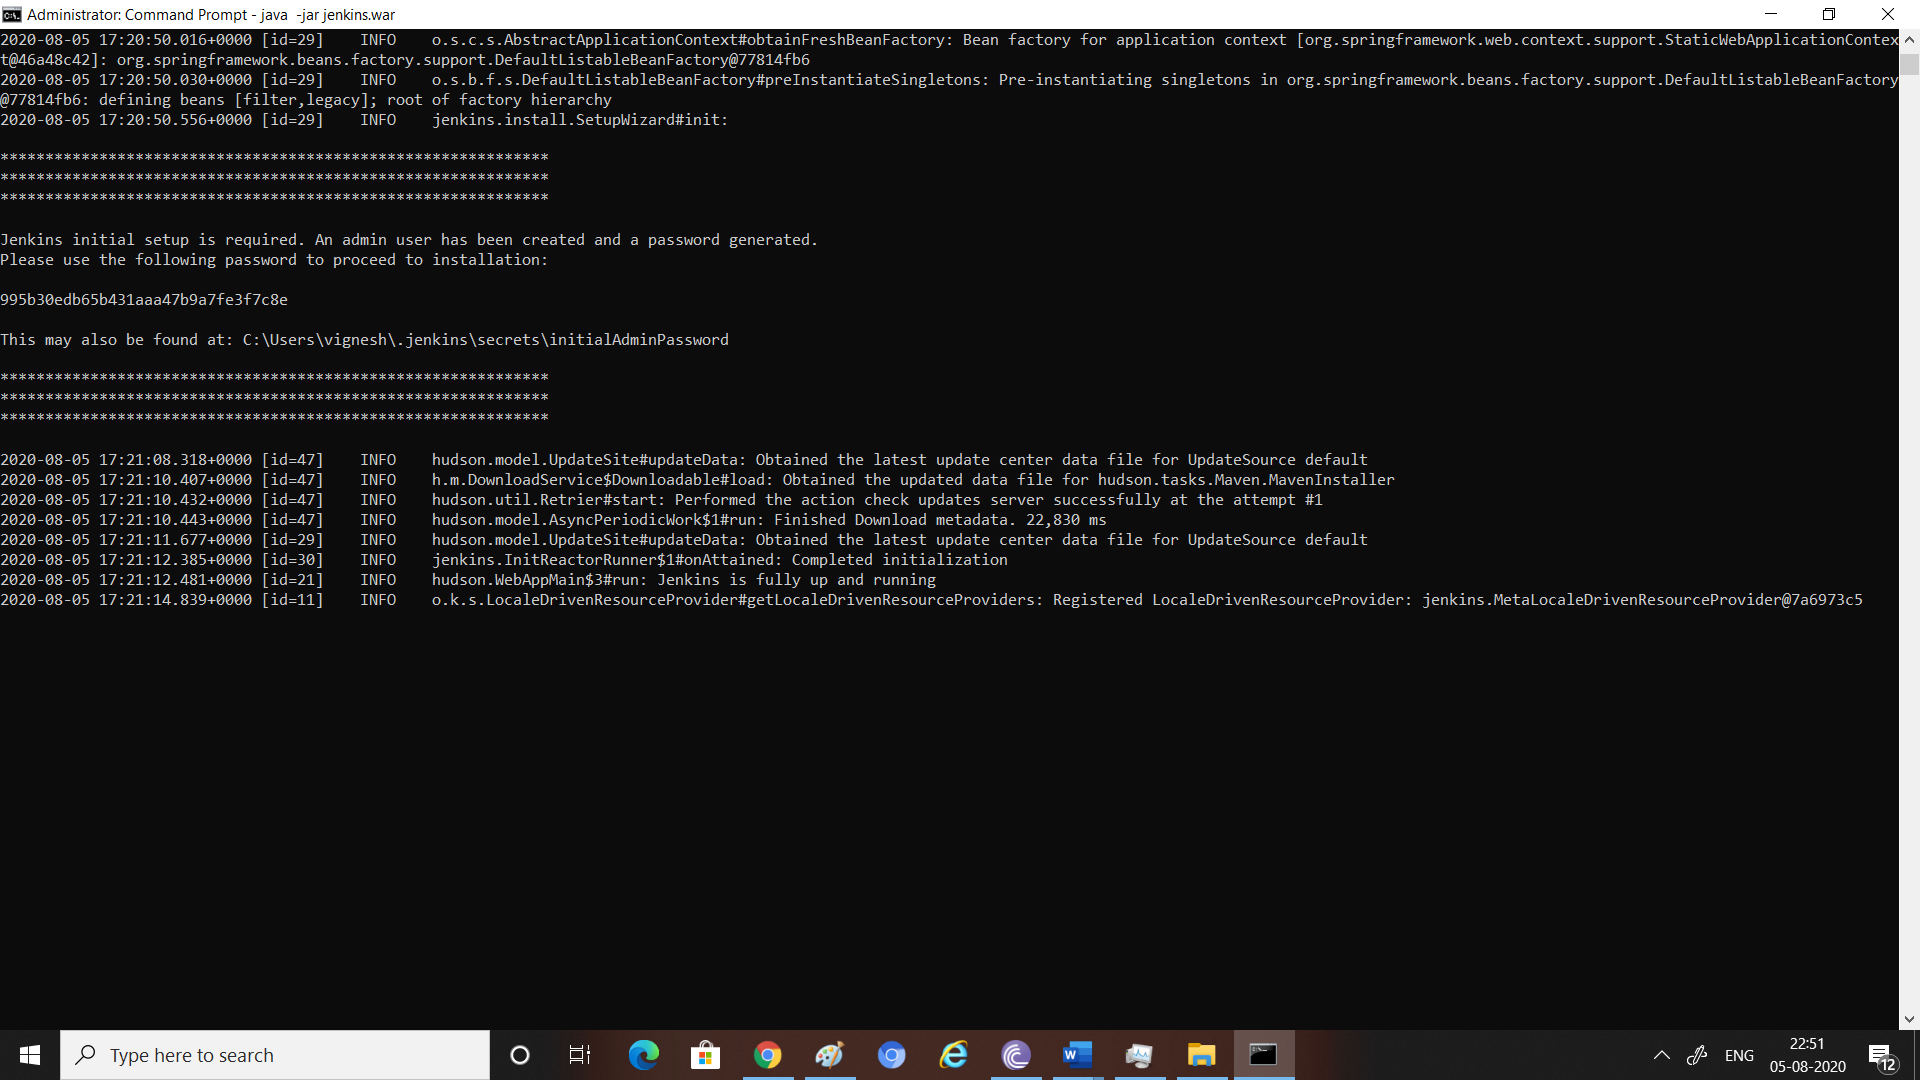 Administrator: Command Prompt - java  -jar jenkins.war
2020-08-05 17:20:50.016+0000 [id=29]    INFO    o.s.c.s.AbstractApplicationContext#obtainFreshBeanFactory: Bean factory for application context [org.springframework.web.context.support.StaticWebApplicationContex
t@46a48c42]: org.springframework.beans.factory.support.DefaultListableBeanFactory@77814fb6
2020-08-05 17:20:50.030+0000 [id=29]    INFO    o.s.b.f.s.DefaultListableBeanFactory#preInstantiateSingletons: Pre-instantiating singletons in org.springframework.beans.factory.support.DefaultListableBeanFactory
@77814fb6: defining beans [filter,legacy]; root of factory hierarchy
2020-08-05 17:20:50.556+0000 [id=29]    INFO    jenkins.install.SetupWizard#init:
*************************************************************
*************************************************************
*************************************************************
Jenkins initial setup is required. An admin user has been created and a password generated.
Please use the following password to proceed to installation:
995b30edb65b431aaa47b9a7fe3f7c8e
This may also be found at: C:\Users\vignesh\.jenkins\secrets\initialAdminPassword
*************************************************************
*************************************************************
*************************************************************
2020-08-05 17:21:08.318+0000 [id=47]    INFO    hudson.model.UpdateSite#updateData: Obtained the latest update center data file for UpdateSource default
2020-08-05 17:21:10.407+0000 [id=47]    INFO    h.m.DownloadService$Downloadable#load: Obtained the updated data file for hudson.tasks.Maven.MavenInstaller
2020-08-05 17:21:10.432+0000 [id=47]    INFO    hudson.util.Retrier#start: Performed the action check updates server successfully at the attempt #1
2020-08-05 17:21:10.443+0000 [id=47]    INFO    hudson.model.AsyncPeriodicWork$1#run: Finished Download metadata. 22,830 ms
2020-08-05 17:21:11.677+0000 [id=29]    INFO    hudson.model.UpdateSite#updateData: Obtained the latest update center data file for UpdateSource default
2020-08-05 17:21:12.385+0000 [id=30]    INFO    jenkins.InitReactorRunner$1#onAttained: Completed initialization
2020-08-05 17:21:12.481+0000 [id=21]    INFO    hudson.WebAppMain$3#run: Jenkins is fully up and running
2020-08-05 17:21:14.839+0000 [id=11]    INFO    o.k.s.LocaleDrivenResourceProvider#getLocaleDrivenResourceProviders: Registered LocaleDrivenResourceProvider: jenkins.MetaLocaleDrivenResourceProvider@7a6973c5
Type here to search
ENG
22:51
05-08-2020
12